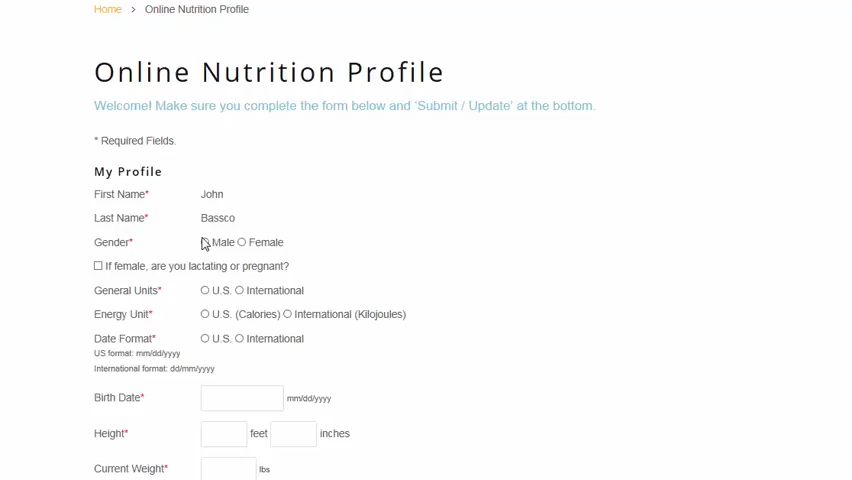 Home > Online Nutrition Profile
Online Nutrition Profile
Welcome! Make sure you complete the form below and 'Submit / Update' at the bottom.
* Required Fields.
My Profile
First Name* John
Last Name* Bassco
Gender* Male Female
If female, are you lactating or pregnant?
General Units* U.S. International
Energy Unit* U.S. (Calories) International (Kilojoules)
Date Format* U.S. International
US format: mm/dd/yyyy
International format: dd/mm/yyyy
Birth Date* mm/dd/yyyy
Height* feet inches
Current Weight* lbs